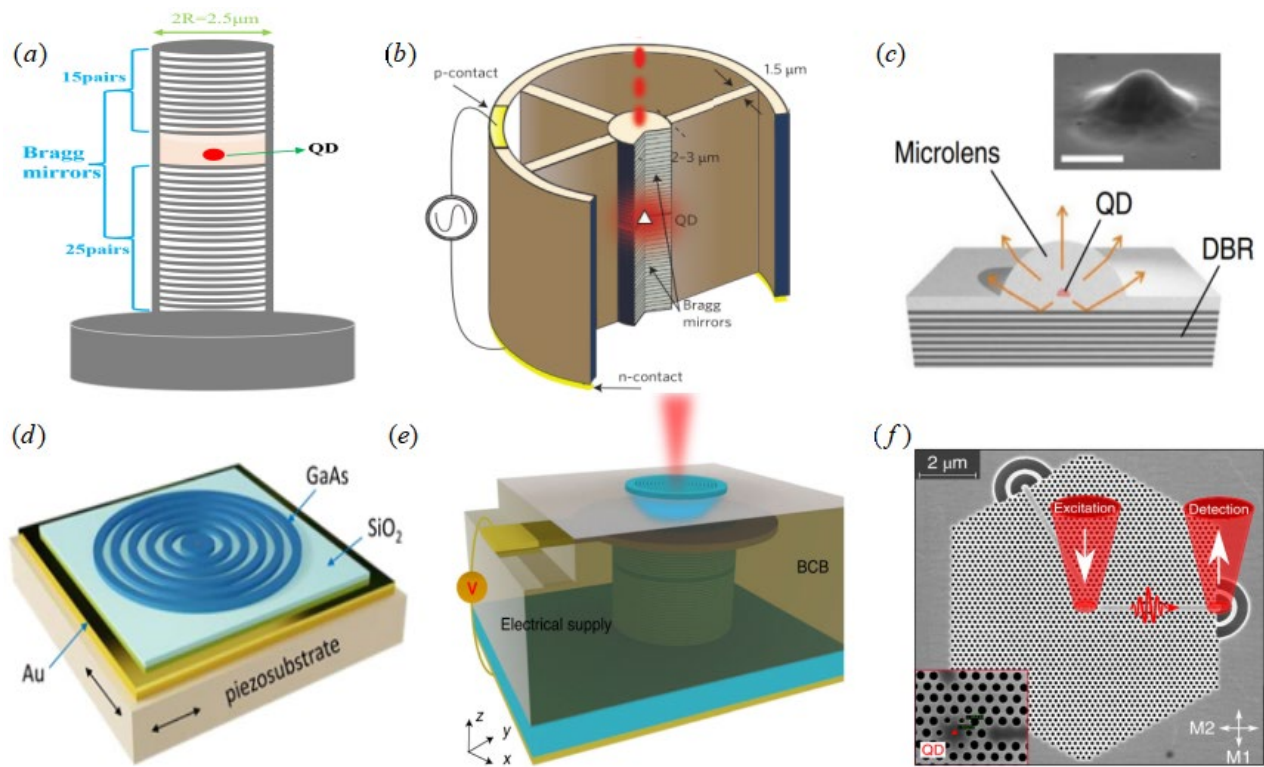 (a)
2R=2.5μm
15pairs
Bragg
mirrors
QD
25pairs
(b)
p-contact
1.5 μm
2–3 μm
QD
Bragg
mirrors
n-contact
(c)
Microlens
QD
DBR
(d)
GaAs
SiO₂
Au
piezosubstrate
(e)
V
BCB
Electrical supply
z
y
x
(f)
2 μm
Excitation
Detection
QD
M2
M1